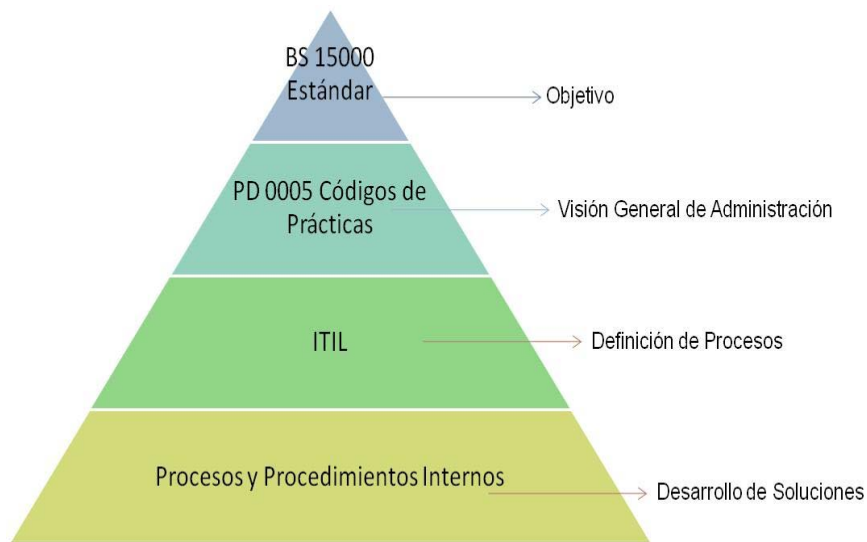 BS 15000
Estándar
Objetivo
PD 0005 Códigos de
Prácticas
Visión General de Administración
ITIL
Definición de Procesos
Procesos y Procedimientos Internos
Desarrollo de Soluciones